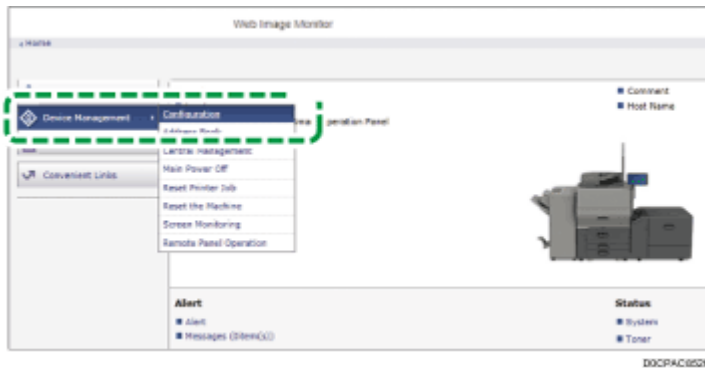 Web Image Monitor
Home
Comment
Host Name
Device Management
Configuration
Address Book
peration Panel
Central Management
Main Power Off
Convenient Links
Reset Printer Job
Reset the Machine
Screen Monitoring
Remote Panel Operation
Alert
Status
Alert
System
Messages (0item(s))
Toner